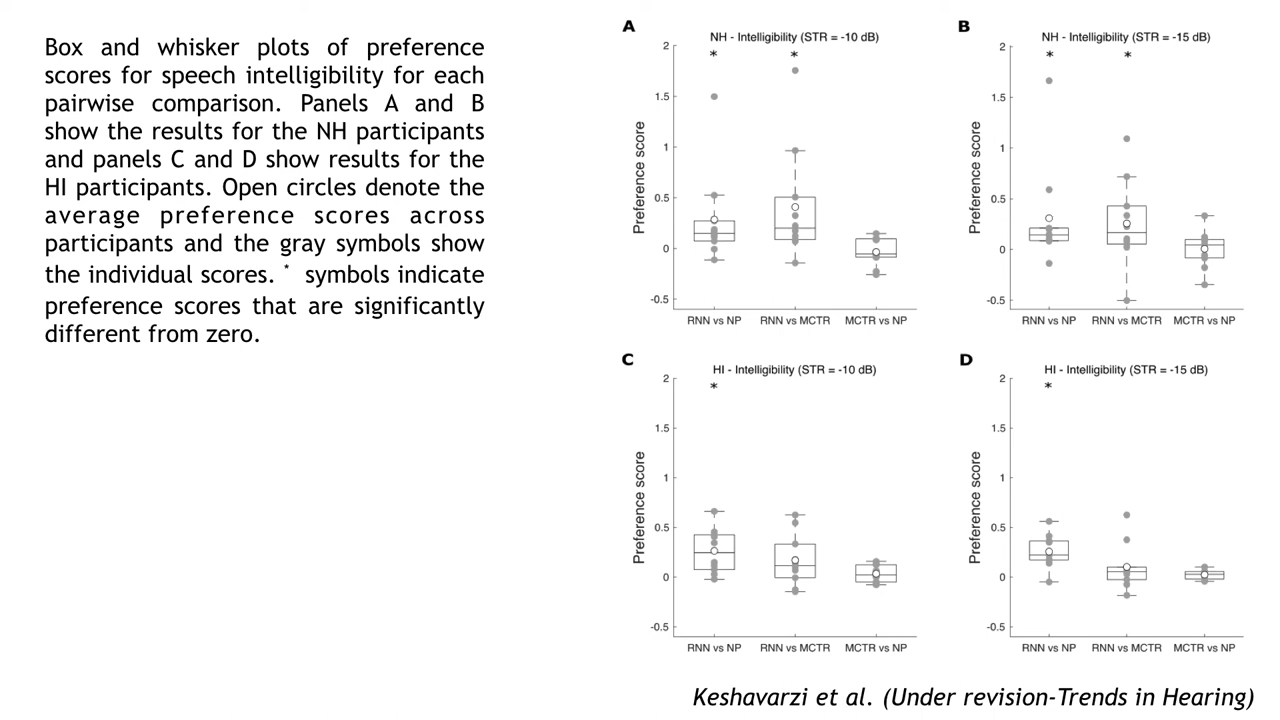 Box and whisker plots of preference
scores for speech intelligibility for each
pairwise comparison. Panels A and B
show the results for the NH participants
and panels C and D show results for the
HI participants. Open circles denote the
average preference scores across
participants and the gray symbols show
the individual scores. * symbols indicate
preference scores that are significantly
different from zero.
A
NH - Intelligibility (STR = -10 dB)
* *
Preference score
2
1.5
1
0.5
0
-0.5
RNN vs NP RNN vs MCTR MCTR vs NP
B
NH - Intelligibility (STR = -15 dB)
* *
Preference score
2
1.5
1
0.5
0
-0.5
RNN vs NP RNN vs MCTR MCTR vs NP
C
HI - Intelligibility (STR = -10 dB)
*
Preference score
2
1.5
1
0.5
0
-0.5
RNN vs NP RNN vs MCTR MCTR vs NP
D
HI - Intelligibility (STR = -15 dB)
*
Preference score
2
1.5
1
0.5
0
-0.5
RNN vs NP RNN vs MCTR MCTR vs NP
Keshavarzi et al. (Under revision-Trends in Hearing)